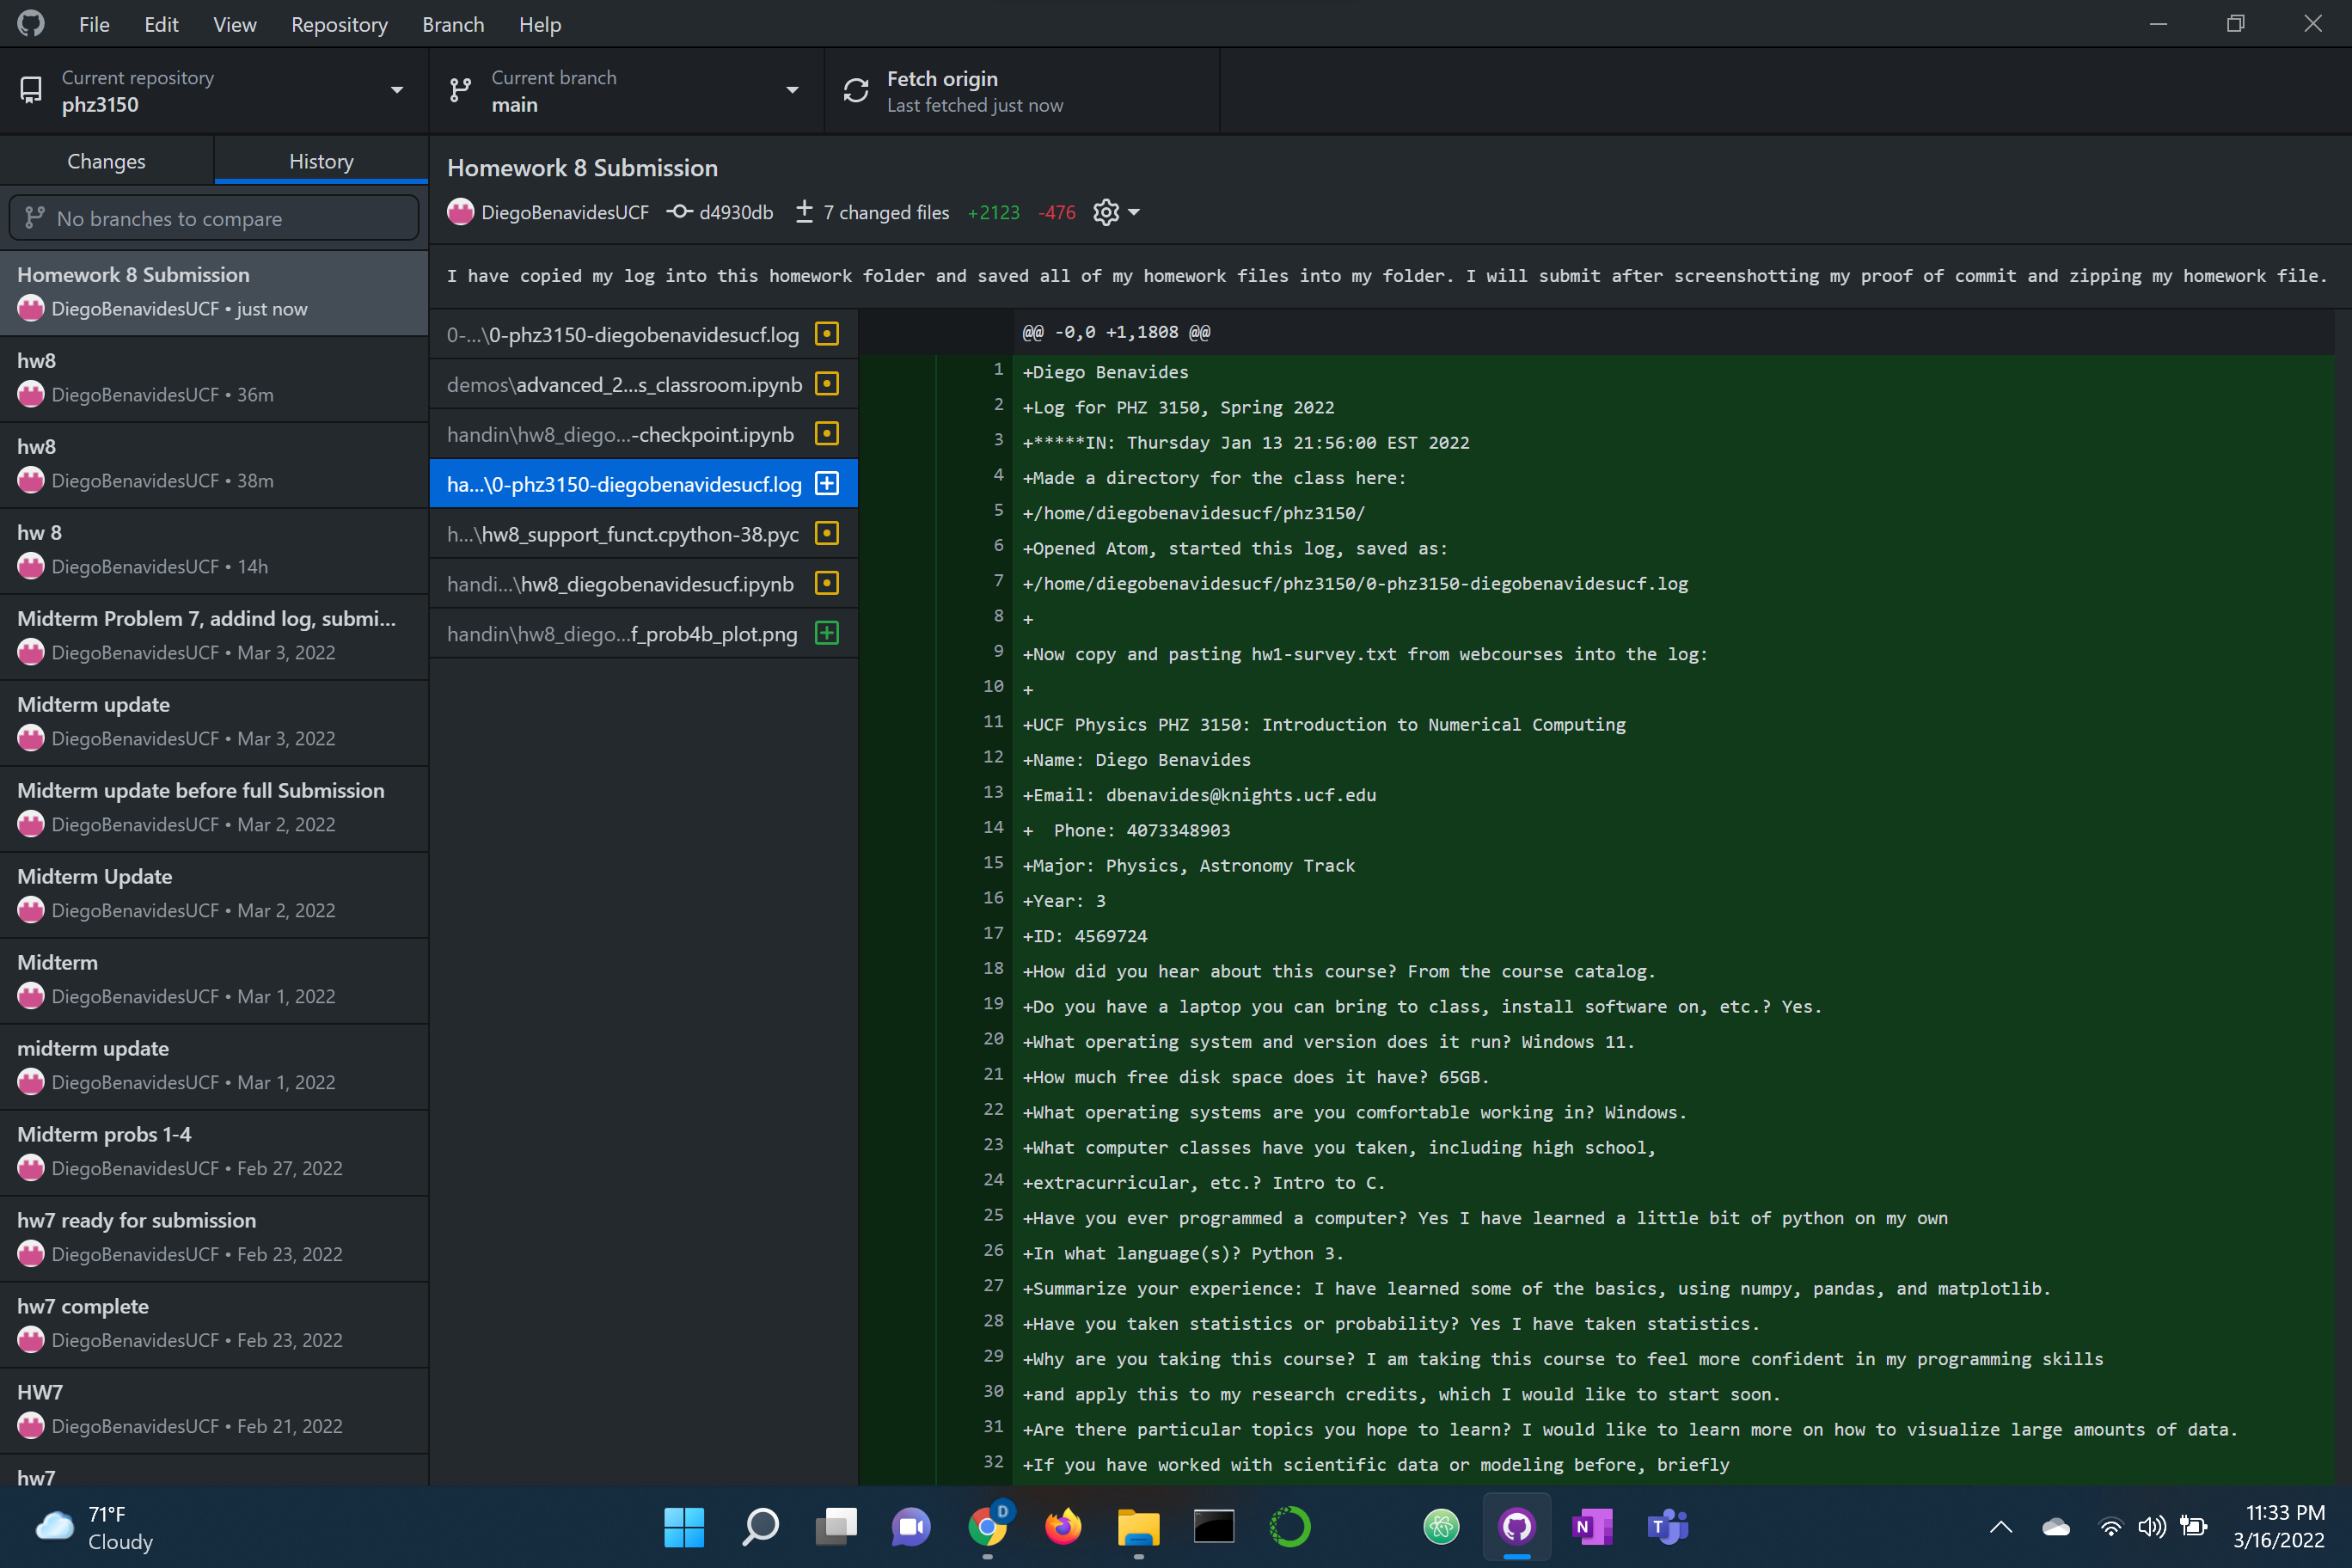 File Edit View Repository Branch Help
Current repository
phz3150
Current branch
main
Fetch origin
Last fetched just now
Changes History
No branches to compare
Homework 8 Submission
DiegoBenavidesUCF • just now
hw8
DiegoBenavidesUCF • 36m
hw8
DiegoBenavidesUCF • 38m
hw 8
DiegoBenavidesUCF • 14h
Midterm Problem 7, addind log, submi...
DiegoBenavidesUCF • Mar 3, 2022
Midterm update
DiegoBenavidesUCF • Mar 3, 2022
Midterm update before full Submission
DiegoBenavidesUCF • Mar 2, 2022
Midterm Update
DiegoBenavidesUCF • Mar 2, 2022
Midterm
DiegoBenavidesUCF • Mar 1, 2022
midterm update
DiegoBenavidesUCF • Mar 1, 2022
Midterm probs 1-4
DiegoBenavidesUCF • Feb 27, 2022
hw7 ready for submission
DiegoBenavidesUCF • Feb 23, 2022
hw7 complete
DiegoBenavidesUCF • Feb 23, 2022
HW7
DiegoBenavidesUCF • Feb 21, 2022
hw7
Homework 8 Submission
DiegoBenavidesUCF d4930db 7 changed files +2123 -476
I have copied my log into this homework folder and saved all of my homework files into my folder. I will submit after screenshotting my proof of commit and zipping my homework file.
0-...\0-phz3150-diegobenavidesucf.log
demos\advanced_2...s_classroom.ipynb
handin\hw8_diego...-checkpoint.ipynb
ha...\0-phz3150-diegobenavidesucf.log
h...\hw8_support_funct.cpython-38.pyc
handi...\hw8_diegobenavidesucf.ipynb
handin\hw8_diego...f_prob4b_plot.png
@@ -0,0 +1,1808 @@
1 +Diego Benavides
2 +Log for PHZ 3150, Spring 2022
3 +*****IN: Thursday Jan 13 21:56:00 EST 2022
4 +Made a directory for the class here:
5 +/home/diegobenavidesucf/phz3150/
6 +Opened Atom, started this log, saved as:
7 +/home/diegobenavidesucf/phz3150/0-phz3150-diegobenavidesucf.log
8 +
9 +Now copy and pasting hw1-survey.txt from webcourses into the log:
10 +
11 +UCF Physics PHZ 3150: Introduction to Numerical Computing
12 +Name: Diego Benavides
13 +Email: dbenavides@knights.ucf.edu
14 +  Phone: 4073348903
15 +Major: Physics, Astronomy Track
16 +Year: 3
17 +ID: 4569724
18 +How did you hear about this course? From the course catalog.
19 +Do you have a laptop you can bring to class, install software on, etc.? Yes.
20 +What operating system and version does it run? Windows 11.
21 +How much free disk space does it have? 65GB.
22 +What operating systems are you comfortable working in? Windows.
23 +What computer classes have you taken, including high school,
24 +extracurricular, etc.? Intro to C.
25 +Have you ever programmed a computer? Yes I have learned a little bit of python on my own
26 +In what language(s)? Python 3.
27 +Summarize your experience: I have learned some of the basics, using numpy, pandas, and matplotlib.
28 +Have you taken statistics or probability? Yes I have taken statistics.
29 +Why are you taking this course? I am taking this course to feel more confident in my programming skills
30 +and apply this to my research credits, which I would like to start soon.
31 +Are there particular topics you hope to learn? I would like to learn more on how to visualize large amounts of data.
32 +If you have worked with scientific data or modeling before, briefly
71°F
Cloudy
D
N
T
11:33 PM
3/16/2022